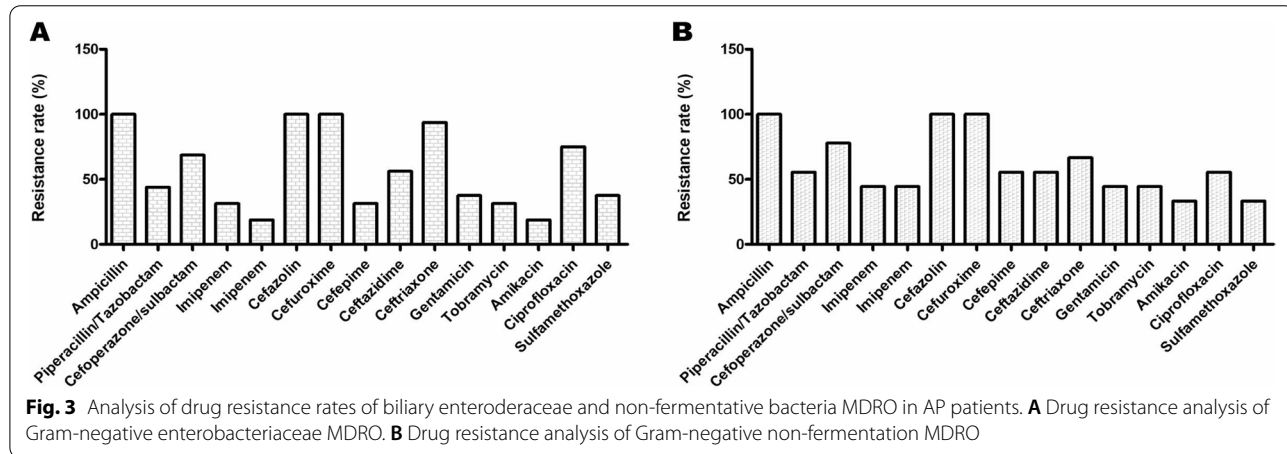 A
150
100
50
0
Resistance rate (%)
Ampicillin
Piperacillin/Tazobactam
Cefoperazone/sulbactam
Imipenem
Imipenem
Cefazolin
Cefuroxime
Cefepime
Ceftazidime
Ceftriaxone
Gentamicin
Tobramycin
Amikacin
Ciprofloxacin
Sulfamethoxazole
B
150
100
50
0
Resistance rate (%)
Ampicillin
Piperacillin/Tazobactam
Cefoperazone/sulbactam
Imipenem
Imipenem
Cefazolin
Cefuroxime
Cefepime
Ceftazidime
Ceftriaxone
Gentamicin
Tobramycin
Amikacin
Ciprofloxacin
Sulfamethoxazole
Fig. 3 Analysis of drug resistance rates of biliary enteroderaceae and non-fermentative bacteria MDRO in AP patients. A Drug resistance analysis of
Gram-negative enterobacteriaceae MDRO. B Drug resistance analysis of Gram-negative non-fermentation MDRO